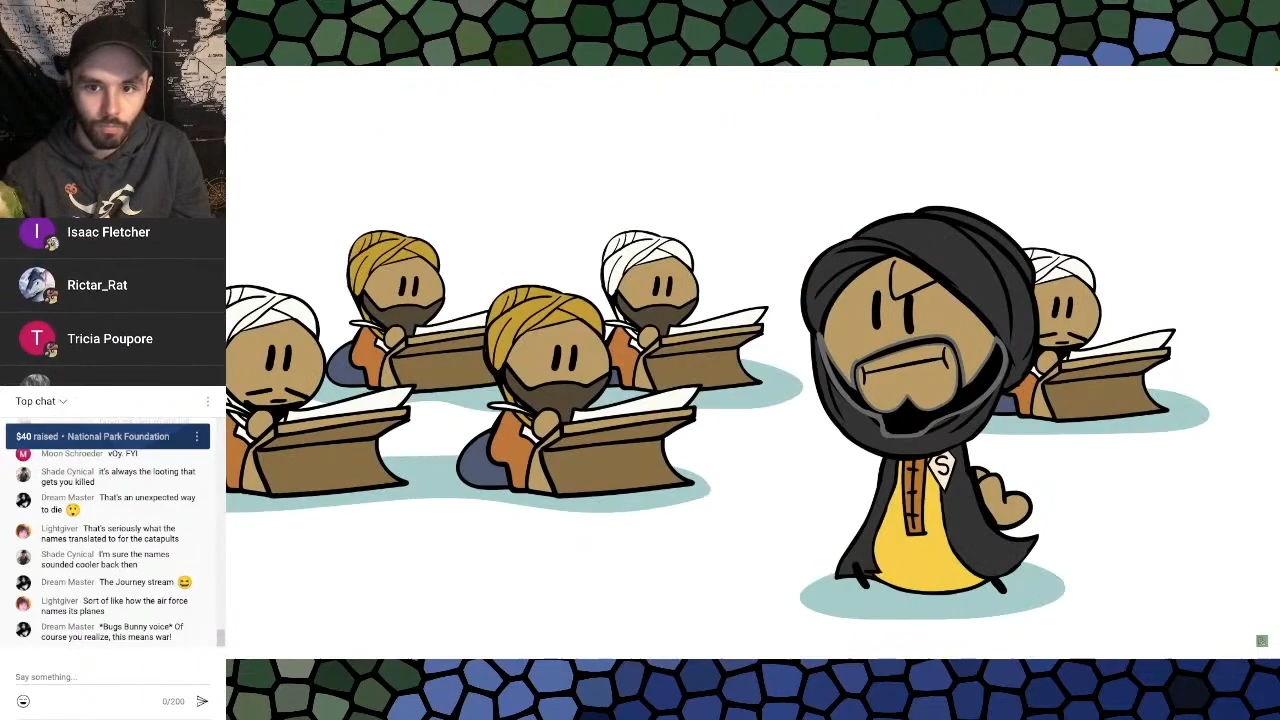 U S A
Isaac Fletcher
Rictar_Rat
Tricia Poupore
Top chat
$40 raised • National Park Foundation
Moon Schroeder vOy. FYI
Shade Cynical it's always the looting that
gets you killed
Dream Master That's an unexpected way
to die 😲
Lightgiver That's seriously what the
names translated to for the catapults
Shade Cynical I'm sure the names
sounded cooler back then
Dream Master The Journey stream 😆
Lightgiver Sort of like how the air force
names its planes
Dream Master *Bugs Bunny voice* Of
course you realize, this means war!
Say something...
0/200
I
T
M
S